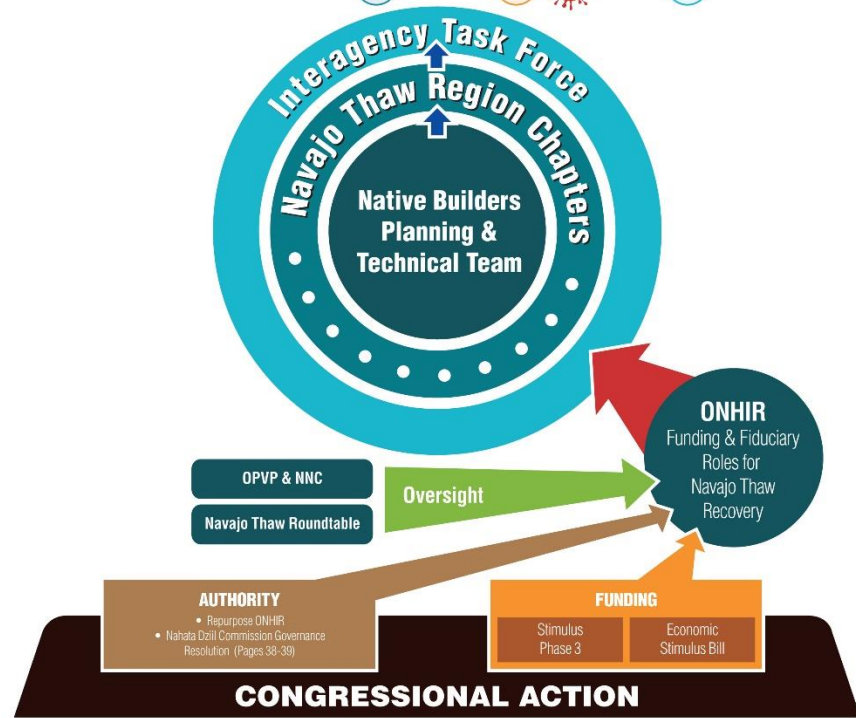 Interagency Task Force
Navajo Thaw Region Chapters
Native Builders
Planning &
Technical Team
ONHIR
Funding & Fiduciary
Roles for
Navajo Thaw
Recovery
OPVP & NNC
Navajo Thaw Roundtable
Oversight
AUTHORITY
• Repurpose ONHIR
• Nahata Dziil Commission Governance
Resolution (Pages 38-39)
FUNDING
Stimulus
Phase 3
Economic
Stimulus Bill
CONGRESSIONAL ACTION